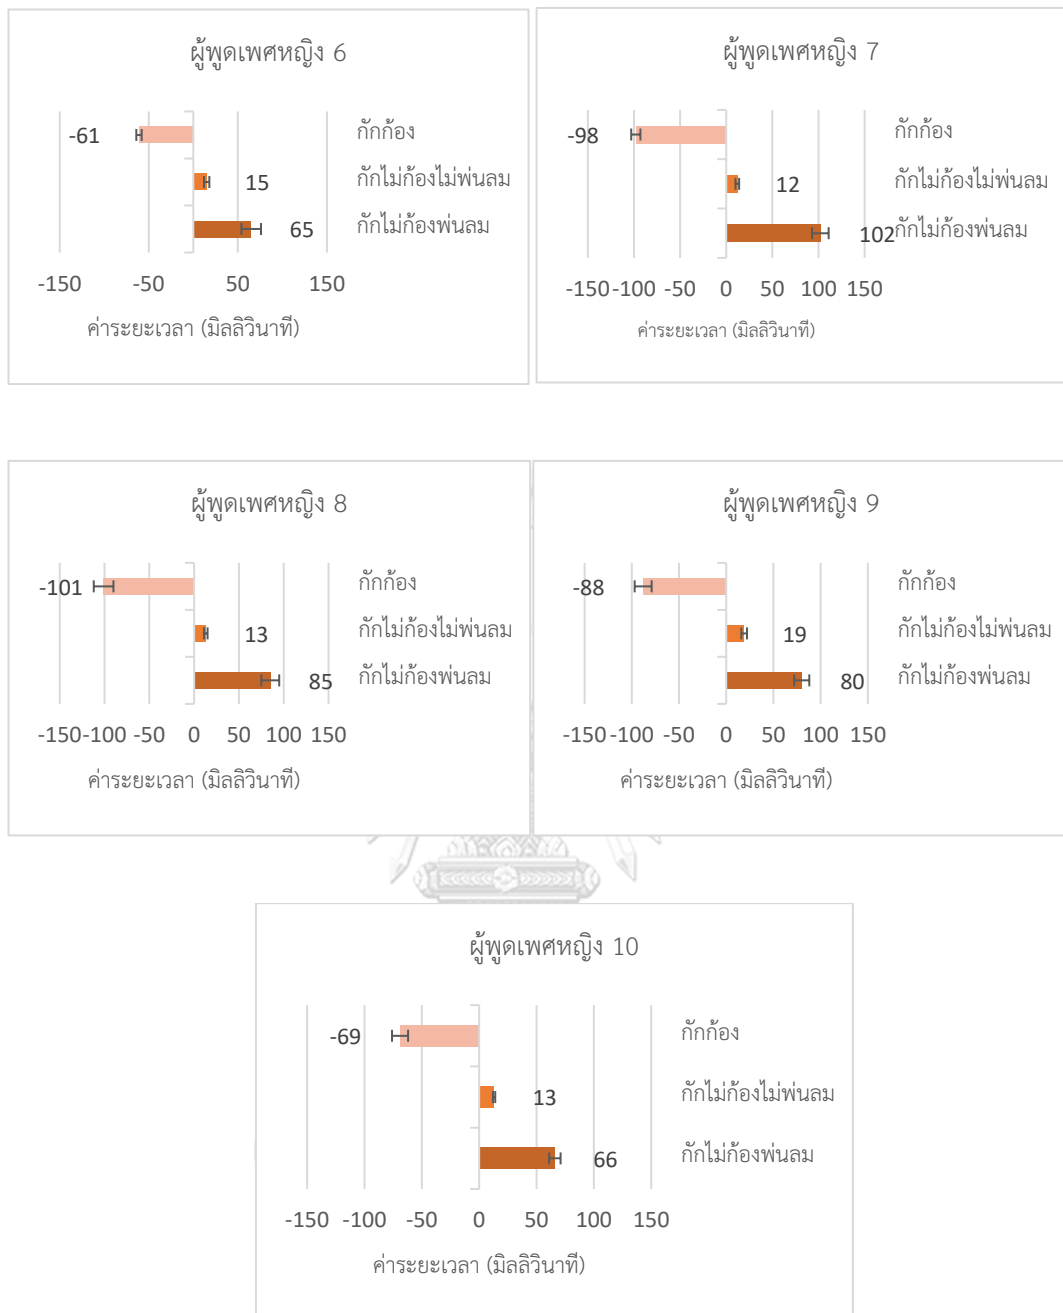 ผู้พูดเพศหญิง 6
-61
กักก้อง
15
กักไม่ก้องไม่พ่นลม
65
กักไม่ก้องพ่นลม
-150 -50 50 150
ค่าระยะเวลา (มิลลิวินาที)
ผู้พูดเพศหญิง 7
-98
กักก้อง
12
กักไม่ก้องไม่พ่นลม
102
กักไม่ก้องพ่นลม
-150 -100 -50 0 50 100 150
ค่าระยะเวลา (มิลลิวินาที)
ผู้พูดเพศหญิง 8
-101
กักก้อง
13
กักไม่ก้องไม่พ่นลม
85
กักไม่ก้องพ่นลม
-150 -100 -50 0 50 100 150
ค่าระยะเวลา (มิลลิวินาที)
ผู้พูดเพศหญิง 9
-88
กักก้อง
19
กักไม่ก้องไม่พ่นลม
80
กักไม่ก้องพ่นลม
-150 -100 -50 0 50 100 150
ค่าระยะเวลา (มิลลิวินาที)
ผู้พูดเพศหญิง 10
-69
กักก้อง
13
กักไม่ก้องไม่พ่นลม
66
กักไม่ก้องพ่นลม
-150 -100 -50 0 50 100 150
ค่าระยะเวลา (มิลลิวินาที)